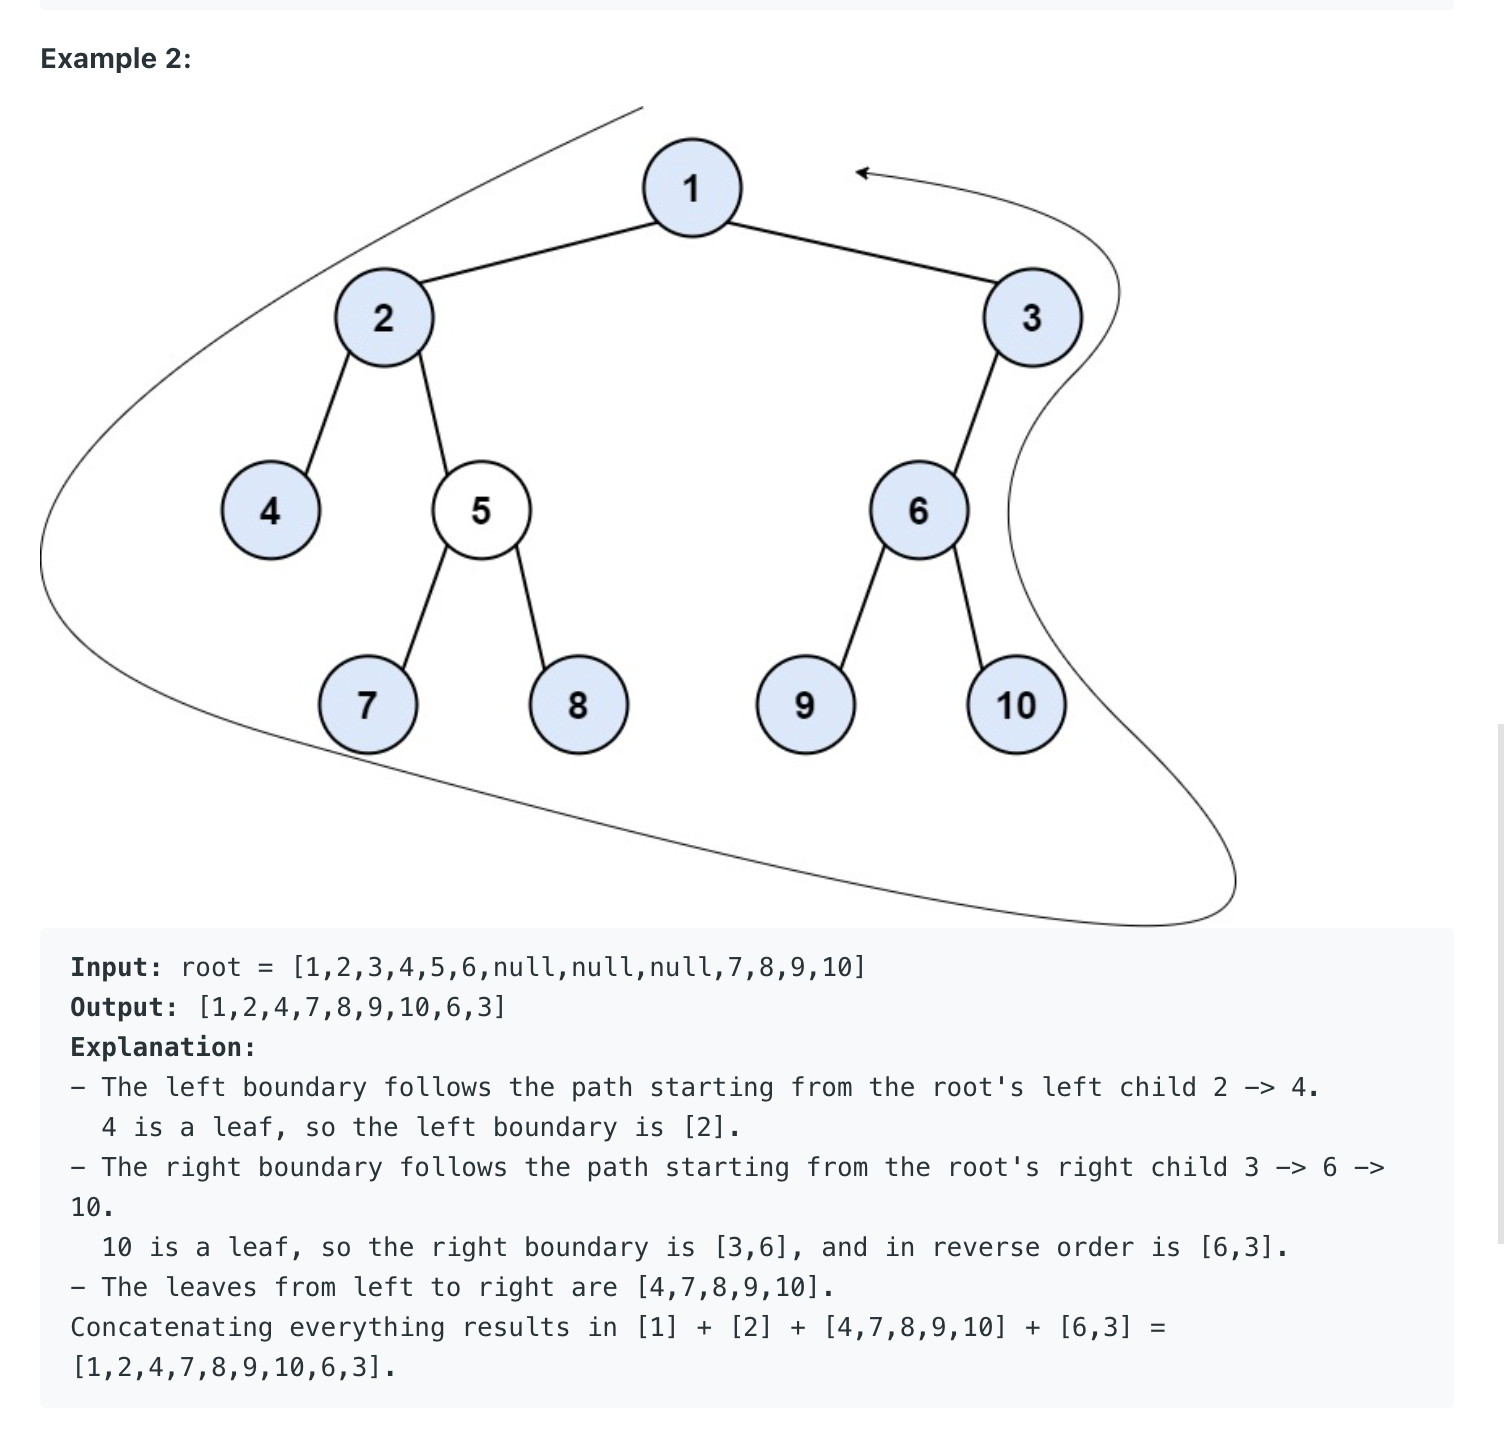 Example 2:
1
2
3
4
5
6
7
8
9
10
Input: root = [1,2,3,4,5,6,null,null,null,7,8,9,10]
Output: [1,2,4,7,8,9,10,6,3]
Explanation:
- The left boundary follows the path starting from the root's left child 2 -> 4.
4 is a leaf, so the left boundary is [2].
- The right boundary follows the path starting from the root's right child 3 -> 6 ->
10.
10 is a leaf, so the right boundary is [3,6], and in reverse order is [6,3].
- The leaves from left to right are [4,7,8,9,10].
Concatenating everything results in [1] + [2] + [4,7,8,9,10] + [6,3] =
[1,2,4,7,8,9,10,6,3].